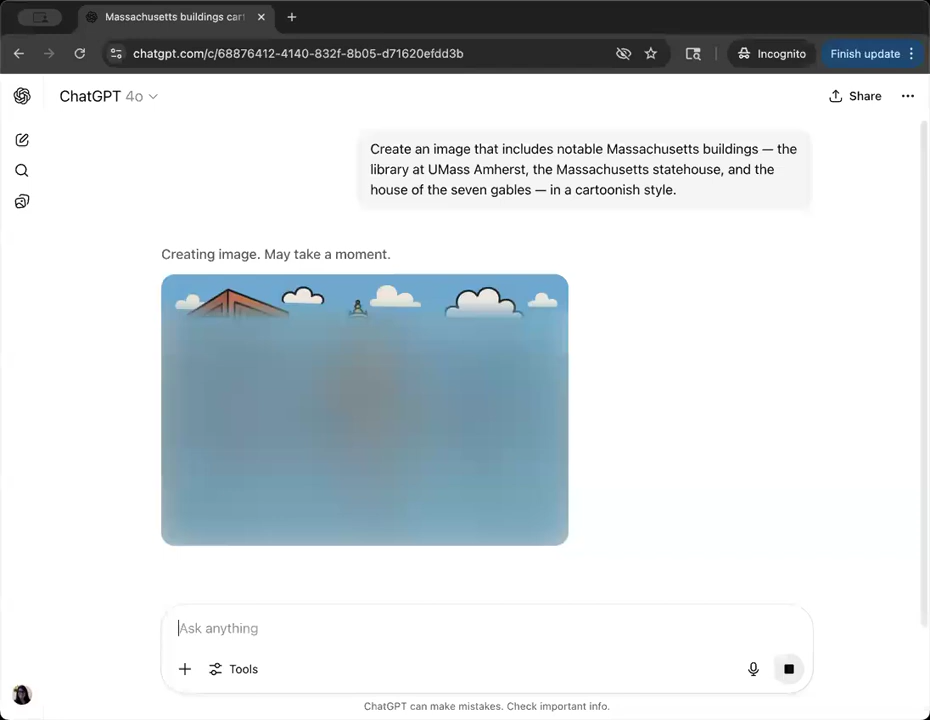 Massachusetts buildings car
chatgpt.com/c/68876412-4140-832f-8b05-d71620efdd3b
Incognito
Finish update
ChatGPT 4o
Share
Create an image that includes notable Massachusetts buildings — the
library at UMass Amherst, the Massachusetts statehouse, and the
house of the seven gables — in a cartoonish style.
Creating image. May take a moment.
Ask anything
Tools
ChatGPT can make mistakes. Check important info.